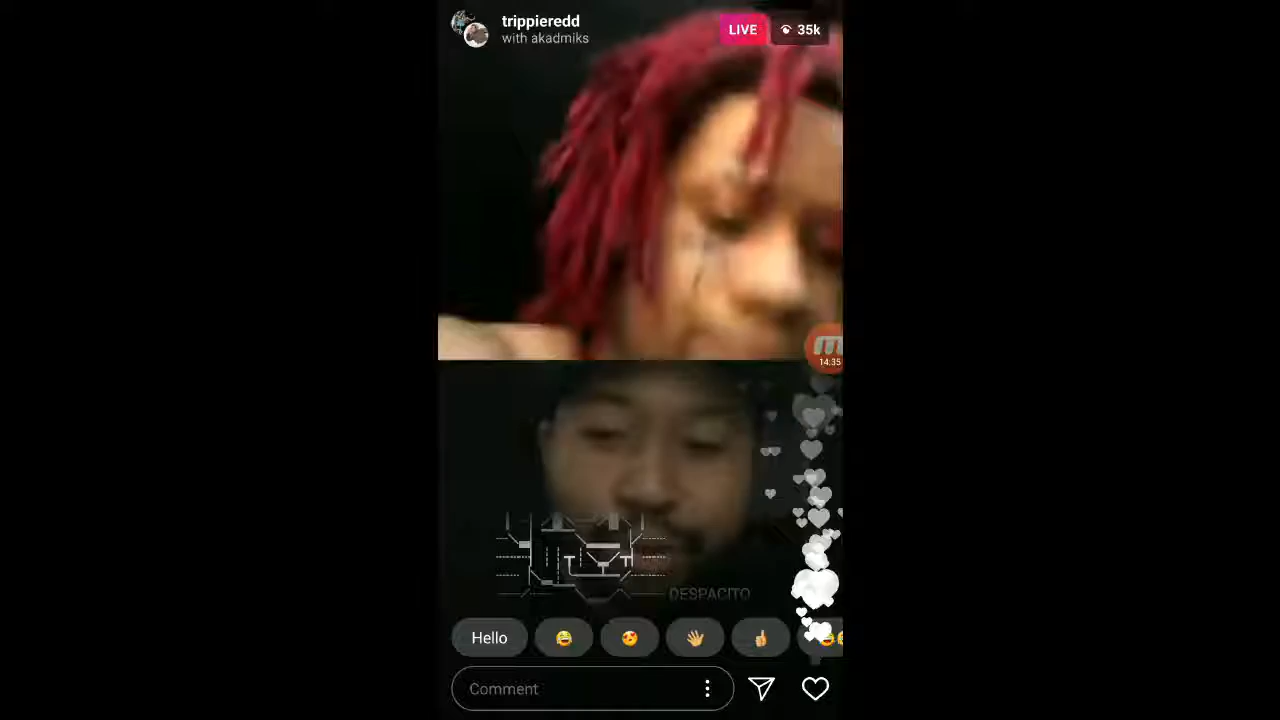 trippieredd
with akadmiks
LIVE
35k
14:35
DESPACITO
Hello
Comment